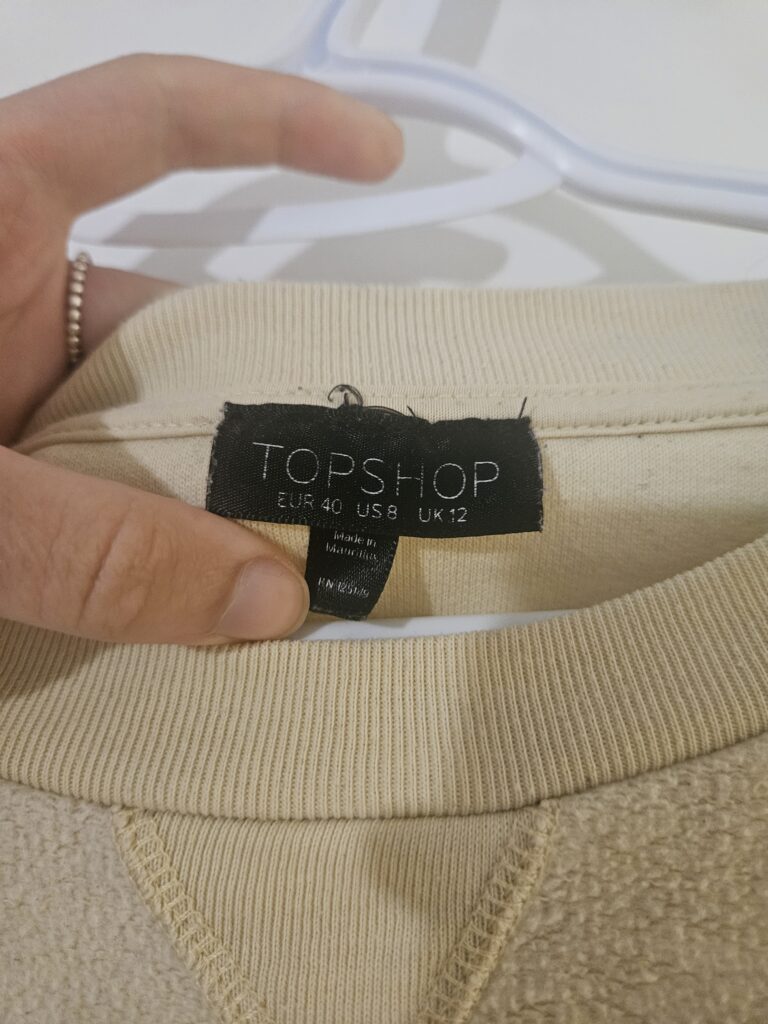 TOPSHOP
EUR 40 US 8 UK 12
Made in
Mauritius